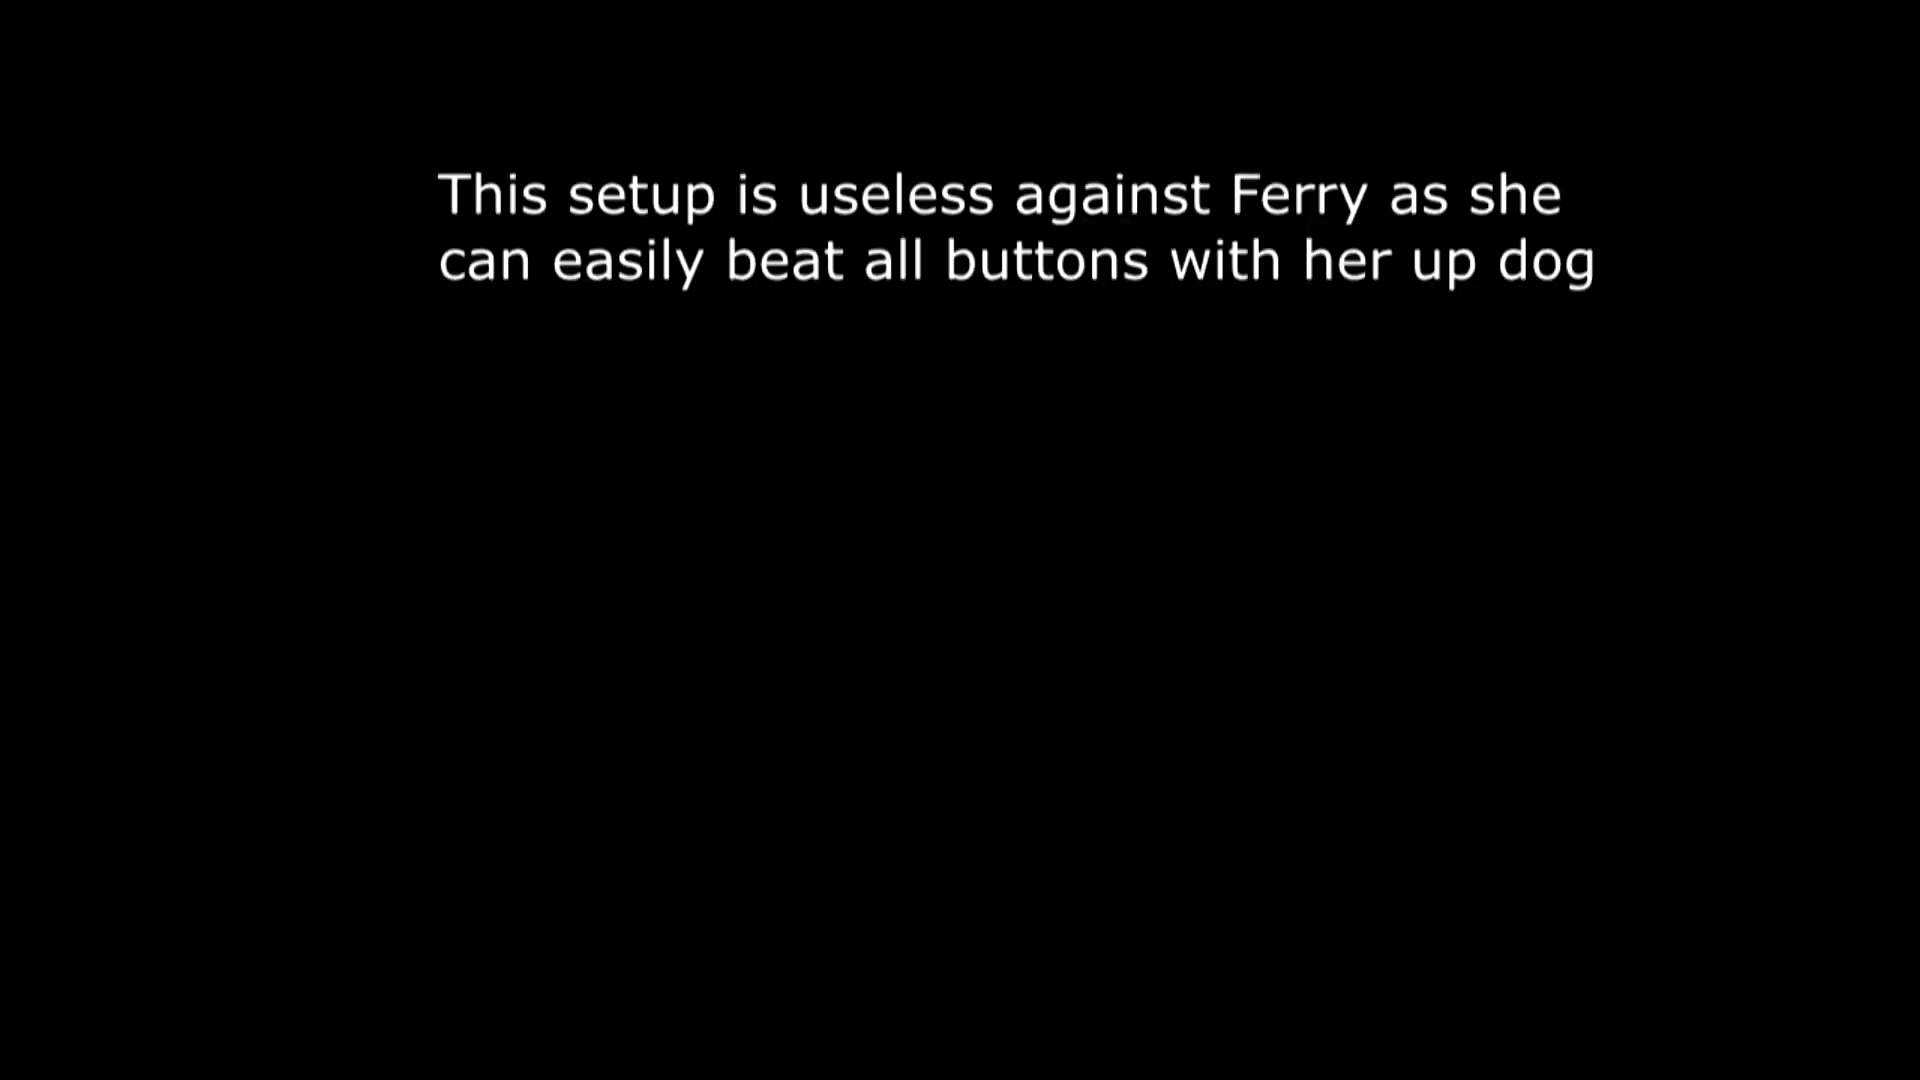 This setup is useless against Ferry as she
can easily beat all buttons with her up dog